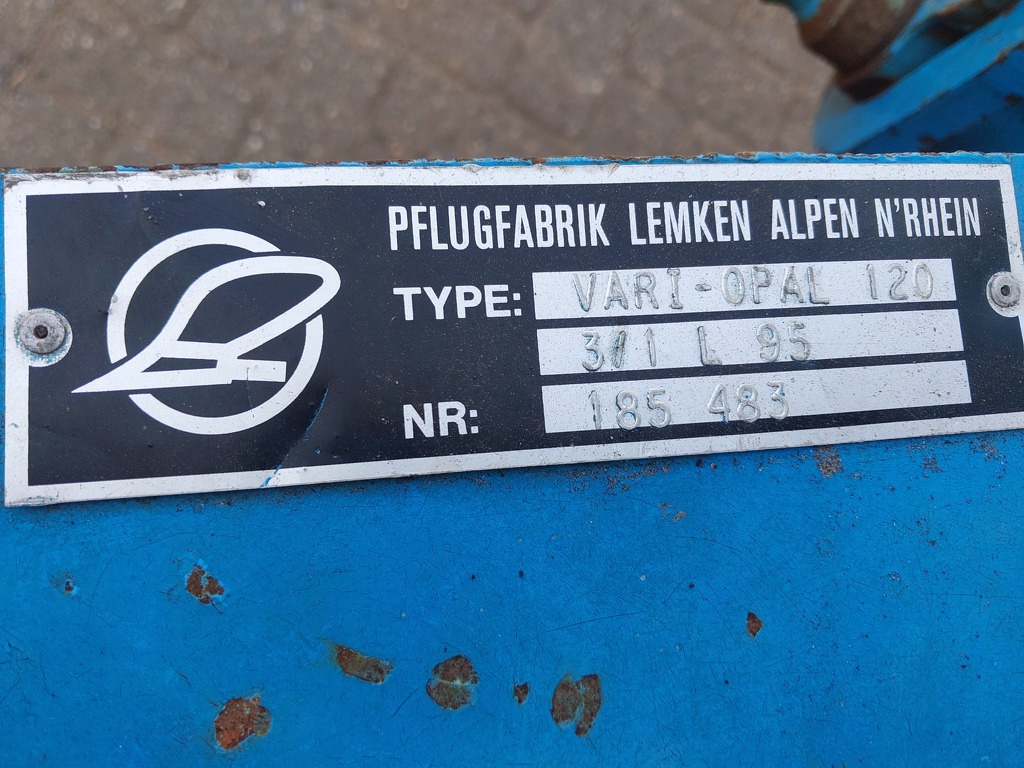 PFLUGFABRIK LEMKEN ALPEN N'RHEIN
TYPE: VARI-OPAL 120
3/1 L 95
NR: 185 483